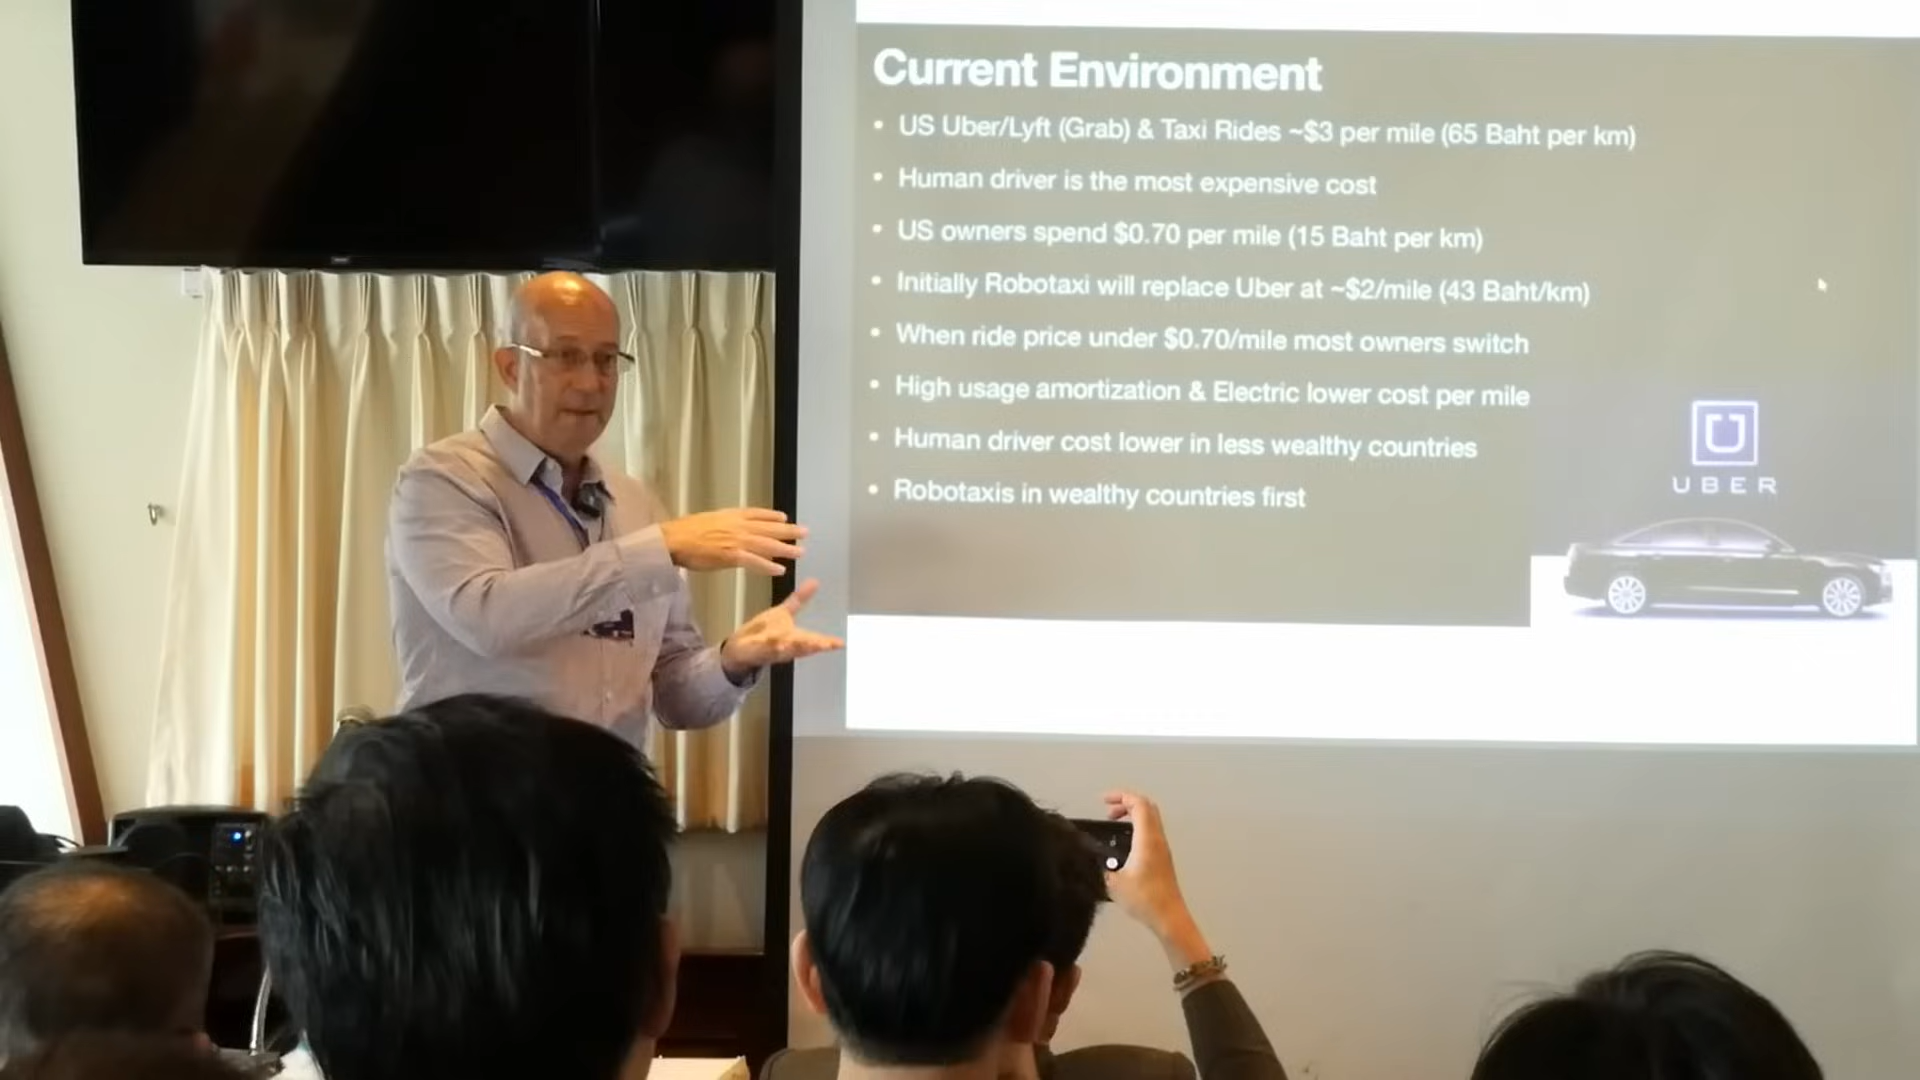 Current Environment
• US Uber/Lyft (Grab) & Taxi Rides ~$3 per mile (65 Baht per km)
• Human driver is the most expensive cost
• US owners spend $0.70 per mile (15 Baht per km)
• Initially Robotaxi will replace Uber at ~$2/mile (43 Baht/km)
• When ride price under $0.70/mile most owners switch
• High usage amortization & Electric lower cost per mile
• Human driver cost lower in less wealthy countries
• Robotaxis in wealthy countries first
UBER